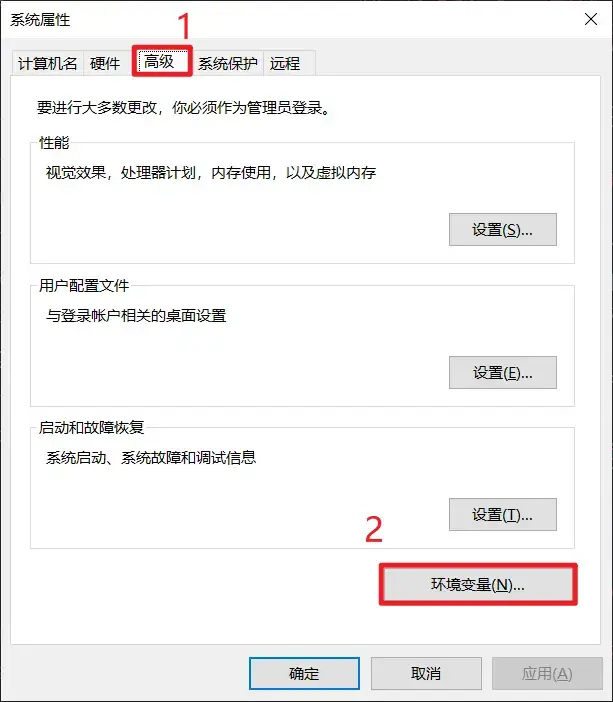 系统属性
1
计算机名 硬件 高级 系统保护 远程
要进行大多数更改，你必须作为管理员登录。
性能
视觉效果，处理器计划，内存使用，以及虚拟内存
设置(S)...
用户配置文件
与登录帐户相关的桌面设置
设置(E)...
启动和故障恢复
系统启动、系统故障和调试信息
设置(T)...
2
环境变量(N)...
确定 取消 应用(A)